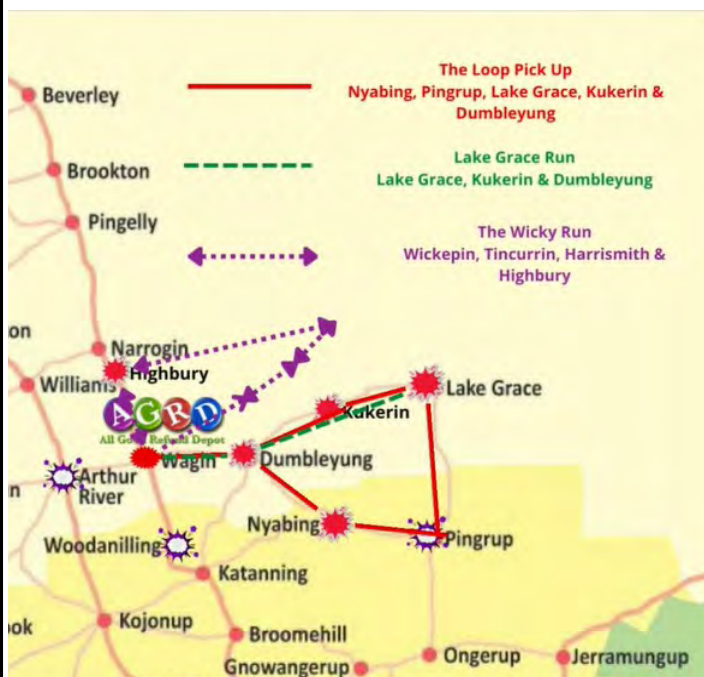 The Loop Pick Up
Nyabing, Pingrup, Lake Grace, Kukerin &
Dumbleyung
Beverley
Lake Grace Run
Lake Grace, Kukerin & Dumbleyung
Brookton
Pingelly
The Wicky Run
Wickepin, Tincurrin, Harrismith &
Highbury
on
Narrogin
Highbury
Williams
Lake Grace
AGRD
Kukerin
All Go Refund Depot
Wagin
Dumbleyung
Arthur
River
n
Nyabing
Woodanilling
Pingrup
Katanning
ok
Kojonup
Broomehill
Gnowangerup
Ongerup
Jerramungup